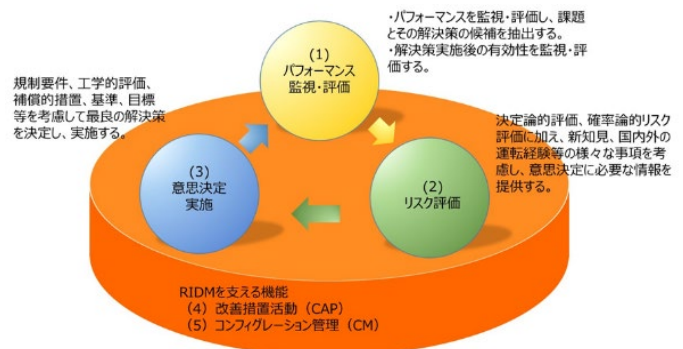 ・パフォーマンスを監視・評価し、課題
とその解決策の候補を抽出する。
・解決策実施後の有効性を監視・評
価する。
(1)
パフォーマンス
監視・評価
規制要件、工学的評価、
補償的措置、基準、目標
等を考慮して最良の解決策
を決定し、実施する。
決定論的評価、確率論的リスク
評価に加え、新知見、国内外の
運転経験等の様々な事項を考
慮し、意思決定に必要な情報を
提供する。
(3)
意思決定
実施
(2)
リスク評価
RIDMを支える機能
(4) 改善措置活動（CAP）
(5) コンフィグレーション管理（CM）